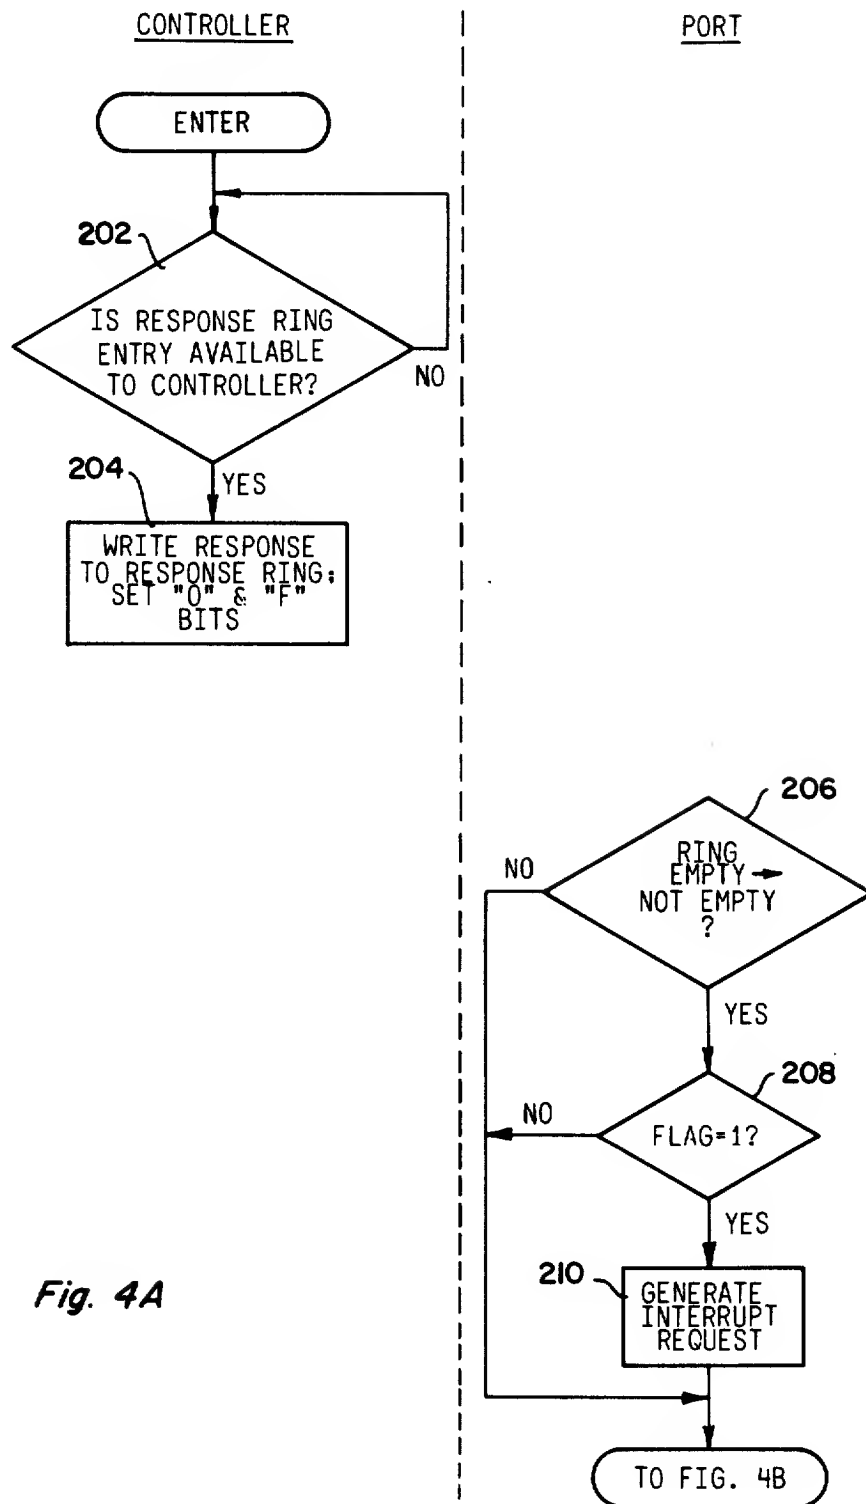 CONTROLLER
PORT
ENTER
202
IS RESPONSE RING
ENTRY AVAILABLE
TO CONTROLLER?
NO
204
YES
WRITE RESPONSE
TO RESPONSE RING;
SET "O" & "F"
BITS
206
RING
EMPTY →
NOT EMPTY
?
NO
YES
208
FLAG=1?
NO
YES
210
GENERATE
INTERRUPT
REQUEST
Fig. 4A
TO FIG. 4B